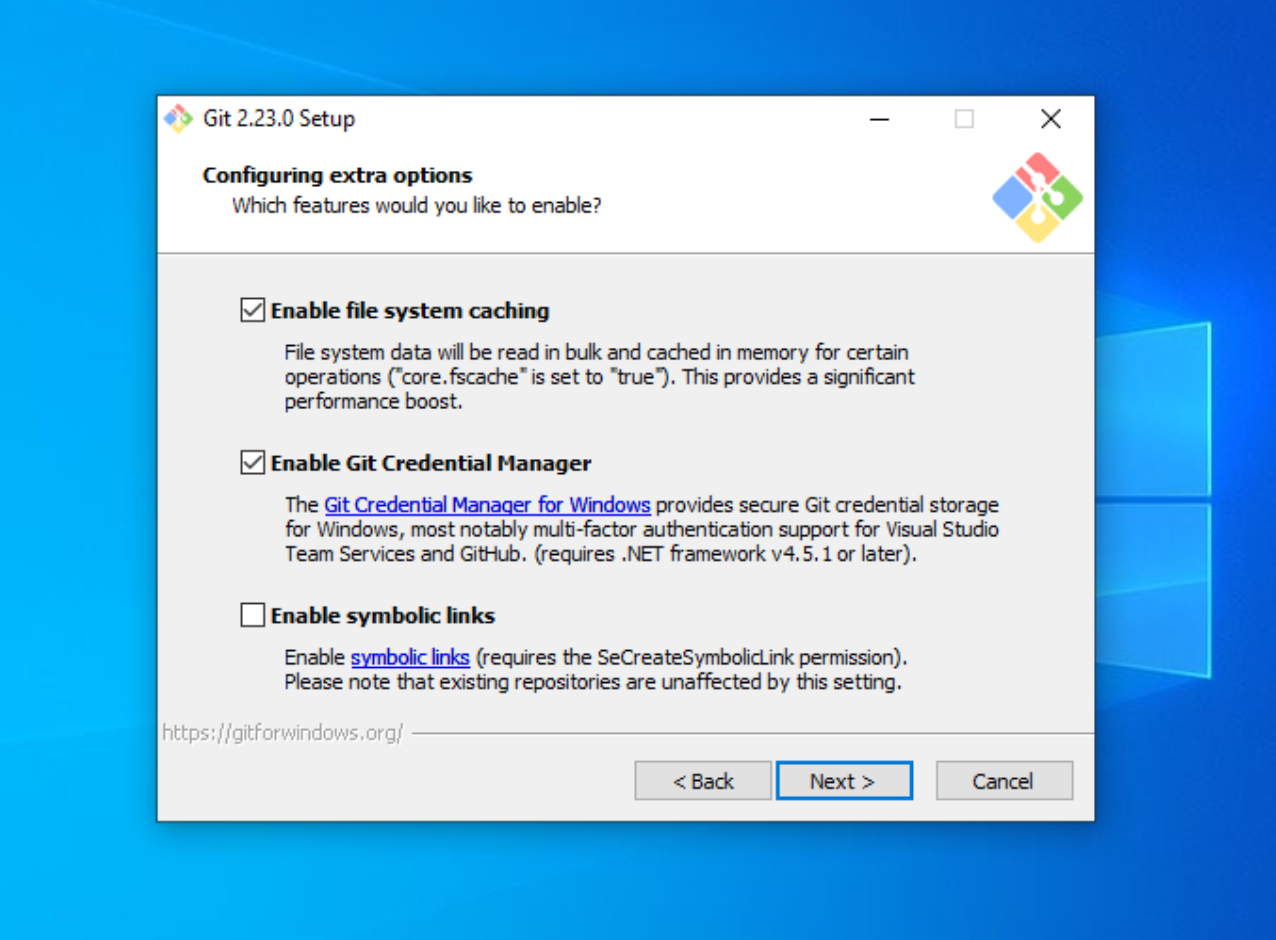 Git 2.23.0 Setup
Configuring extra options
Which features would you like to enable?
Enable file system caching
File system data will be read in bulk and cached in memory for certain
operations ("core.fscache" is set to "true"). This provides a significant
performance boost.
Enable Git Credential Manager
The Git Credential Manager for Windows provides secure Git credential storage
for Windows, most notably multi-factor authentication support for Visual Studio
Team Services and GitHub. (requires .NET framework v4.5.1 or later).
Enable symbolic links
Enable symbolic links (requires the SeCreateSymbolicLink permission).
Please note that existing repositories are unaffected by this setting.
https://gitforwindows.org/
< Back Next > Cancel